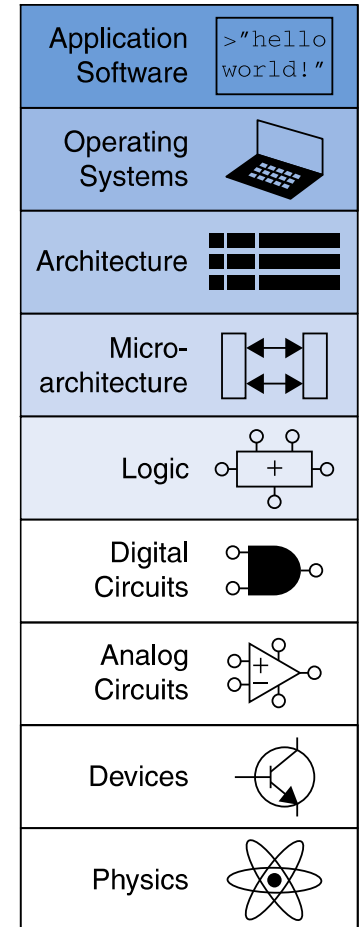 Application
Software
>"hello
world!"
Operating
Systems
Architecture
Micro-
architecture
Logic
+
Digital
Circuits
Analog
Circuits
+
−
Devices
Physics